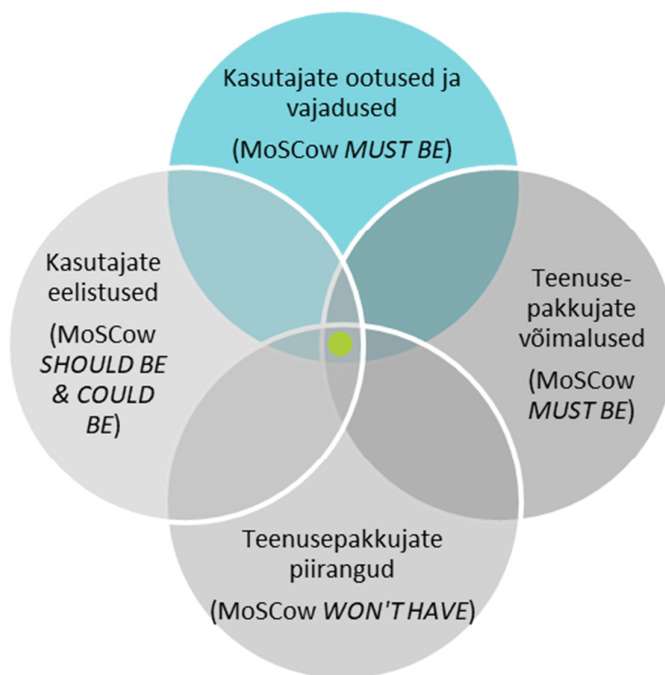 Kasutajate ootused ja
vajadused
(MoSCow MUST BE)
Kasutajate
eelistused
(MoSCow
SHOULD BE
& COULD
BE)
Teenuse-
pakkujate
võimalused
(MoSCow
MUST BE)
Teenusepakkujate
piirangud
(MoSCow WON'T HAVE)